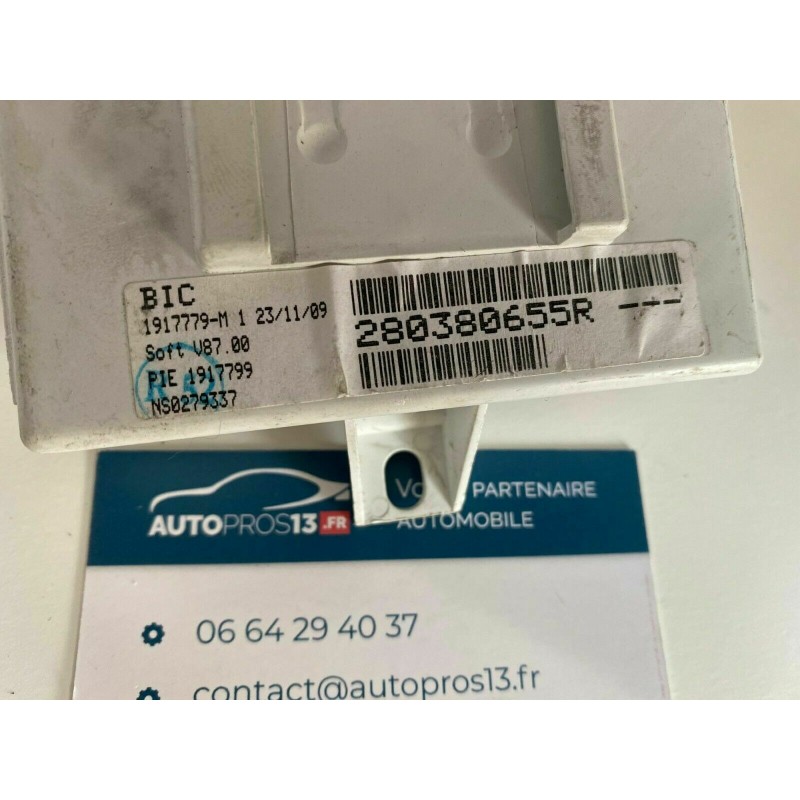 BIC
1917779-M 1 23/11/09
Soft V87.00
PIE 1917799
NS0279337
280380655R ---
AUTOPROS13.FR
PARTENAIRE
AUTOMOBILE
06 64 29 40 37
contact@autopros13.fr